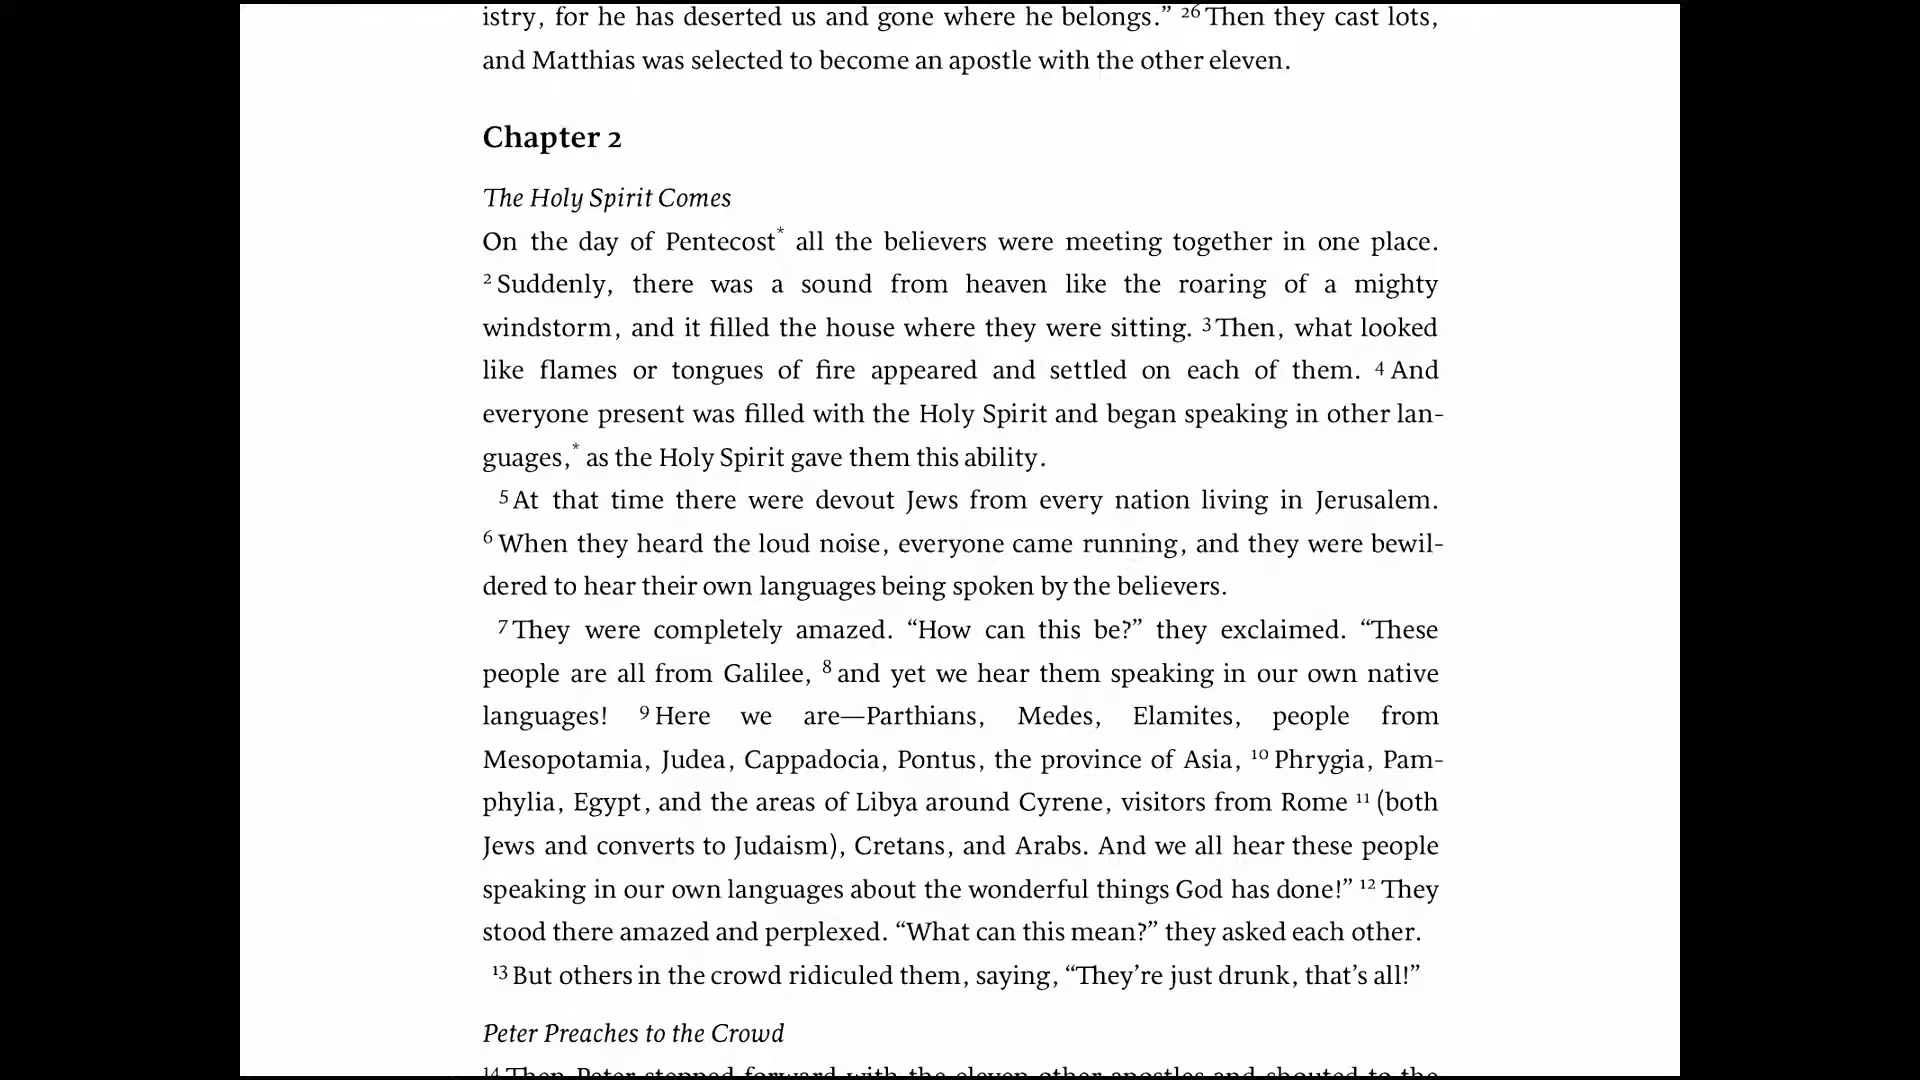 istry, for he has deserted us and gone where he belongs.” 26 Then they cast lots,
and Matthias was selected to become an apostle with the other eleven.
Chapter 2
The Holy Spirit Comes
On the day of Pentecost* all the believers were meeting together in one place.
2 Suddenly, there was a sound from heaven like the roaring of a mighty
windstorm, and it filled the house where they were sitting. 3 Then, what looked
like flames or tongues of fire appeared and settled on each of them. 4 And
everyone present was filled with the Holy Spirit and began speaking in other lan-
guages,* as the Holy Spirit gave them this ability.
5 At that time there were devout Jews from every nation living in Jerusalem.
6 When they heard the loud noise, everyone came running, and they were bewil-
dered to hear their own languages being spoken by the believers.
7 They were completely amazed. “How can this be?” they exclaimed. “These
people are all from Galilee, 8 and yet we hear them speaking in our own native
languages! 9 Here we are—Parthians, Medes, Elamites, people from
Mesopotamia, Judea, Cappadocia, Pontus, the province of Asia, 10 Phrygia, Pam-
phylia, Egypt, and the areas of Libya around Cyrene, visitors from Rome 11 (both
Jews and converts to Judaism), Cretans, and Arabs. And we all hear these people
speaking in our own languages about the wonderful things God has done!” 12 They
stood there amazed and perplexed. “What can this mean?” they asked each other.
13 But others in the crowd ridiculed them, saying, “They’re just drunk, that’s all!”
Peter Preaches to the Crowd
14 Then Peter stepped forward with the eleven other apostles and shouted to the